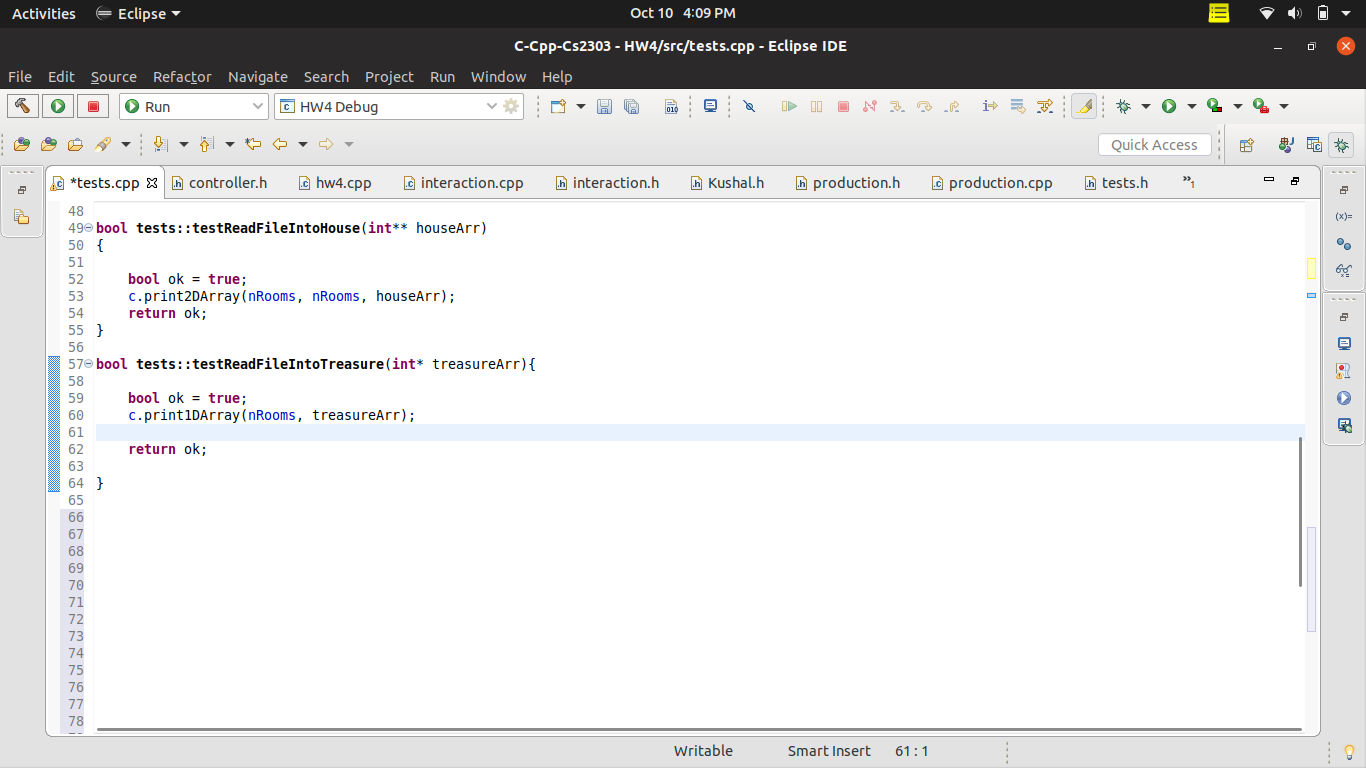 Activities Eclipse Oct 10 4:09 PM
C-Cpp-Cs2303 - HW4/src/tests.cpp - Eclipse IDE
File Edit Source Refactor Navigate Search Project Run Window Help
Run HW4 Debug
Quick Access
*tests.cpp controller.h hw4.cpp interaction.cpp interaction.h Kushal.h production.h production.cpp tests.h »1
48
49 bool tests::testReadFileIntoHouse(int** houseArr)
50 {
51
52 bool ok = true;
53 c.print2DArray(nRooms, nRooms, houseArr);
54 return ok;
55 }
56
57 bool tests::testReadFileIntoTreasure(int* treasureArr){
58
59 bool ok = true;
60 c.print1DArray(nRooms, treasureArr);
61
62 return ok;
63
64 }
65
66
67
68
69
70
71
72
73
74
75
76
77
78
Writable Smart Insert 61 : 1